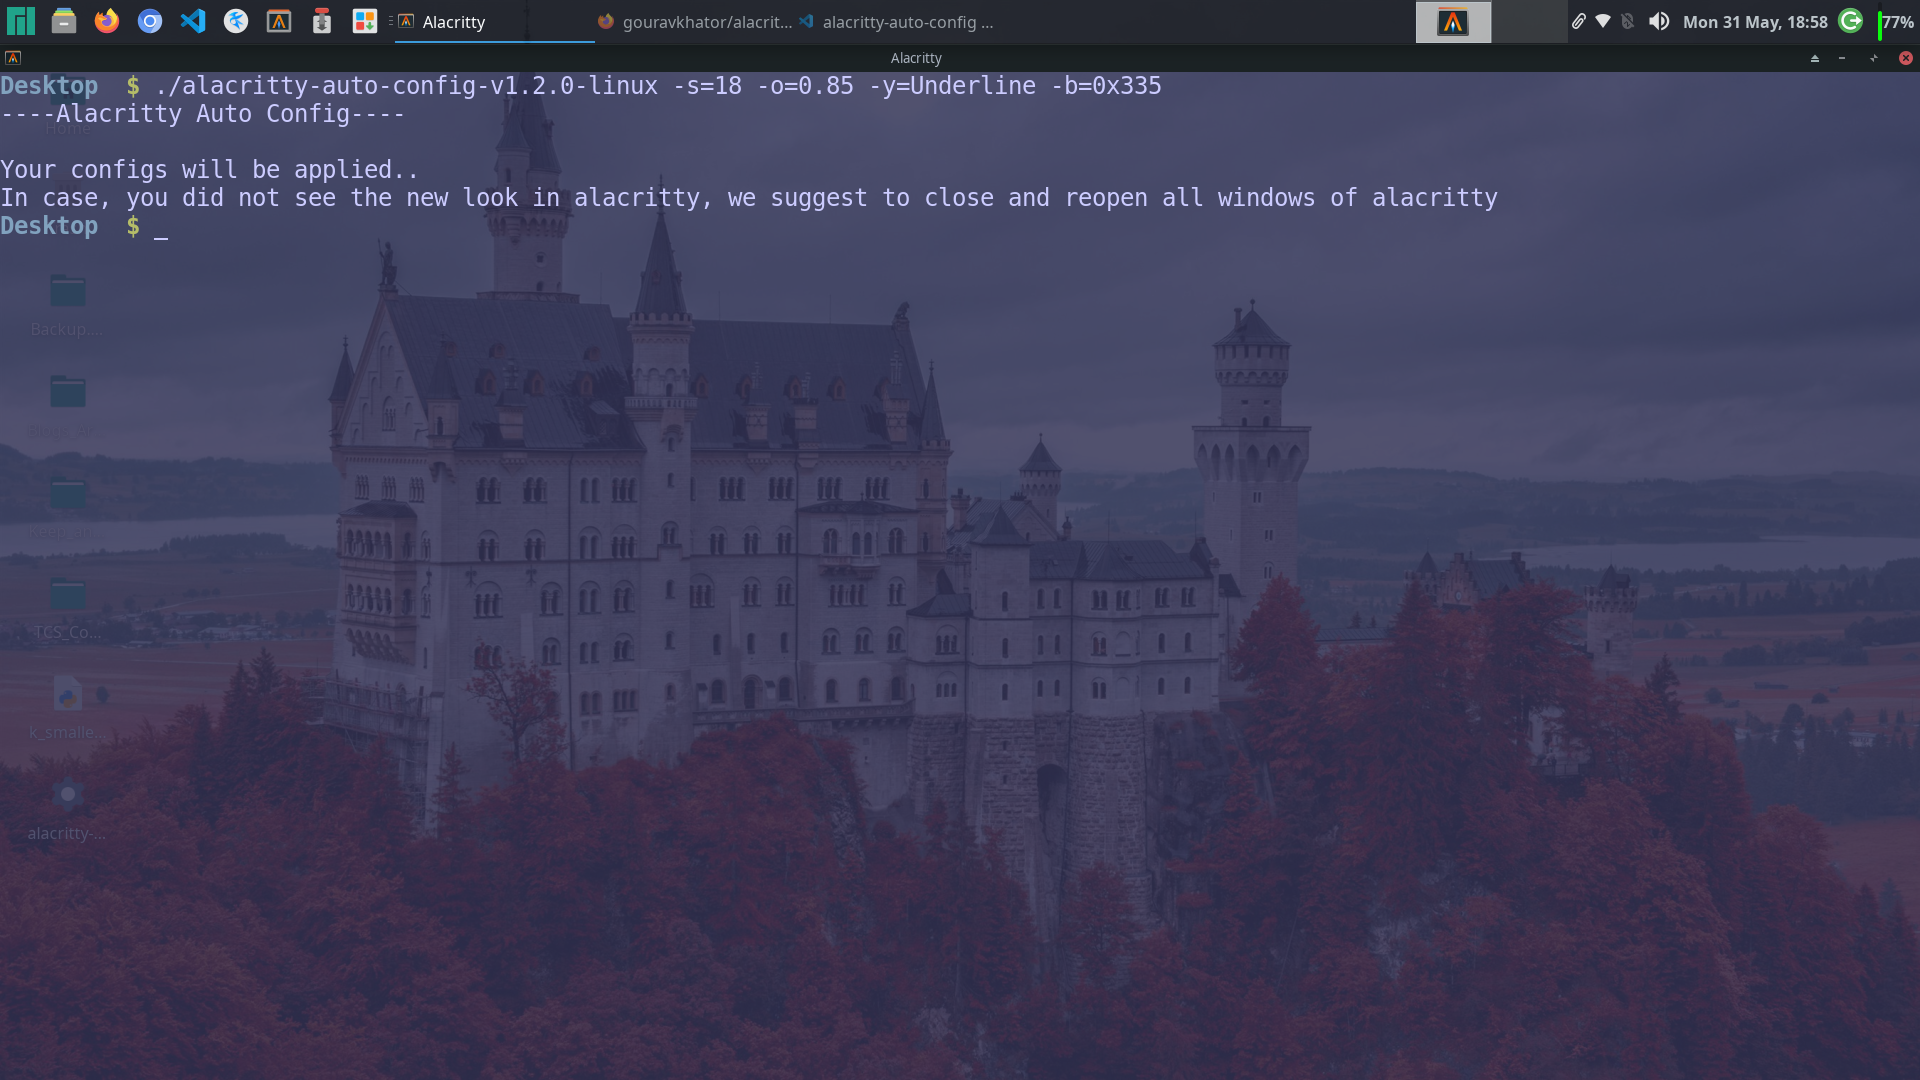 Alacritty
gouravkhator/alacrit...
alacritty-auto-config ...
Mon 31 May, 18:58
77%
Alacritty
Desktop $ ./alacritty-auto-config-v1.2.0-linux -s=18 -o=0.85 -y=Underline -b=0x335
----Alacritty Auto Config----
Home
Your configs will be applied..
In case, you did not see the new look in alacritty, we suggest to close and reopen all windows of alacritty
Desktop $ _
Backup....
TCS_Co...
k_smalle...
alacritty-...